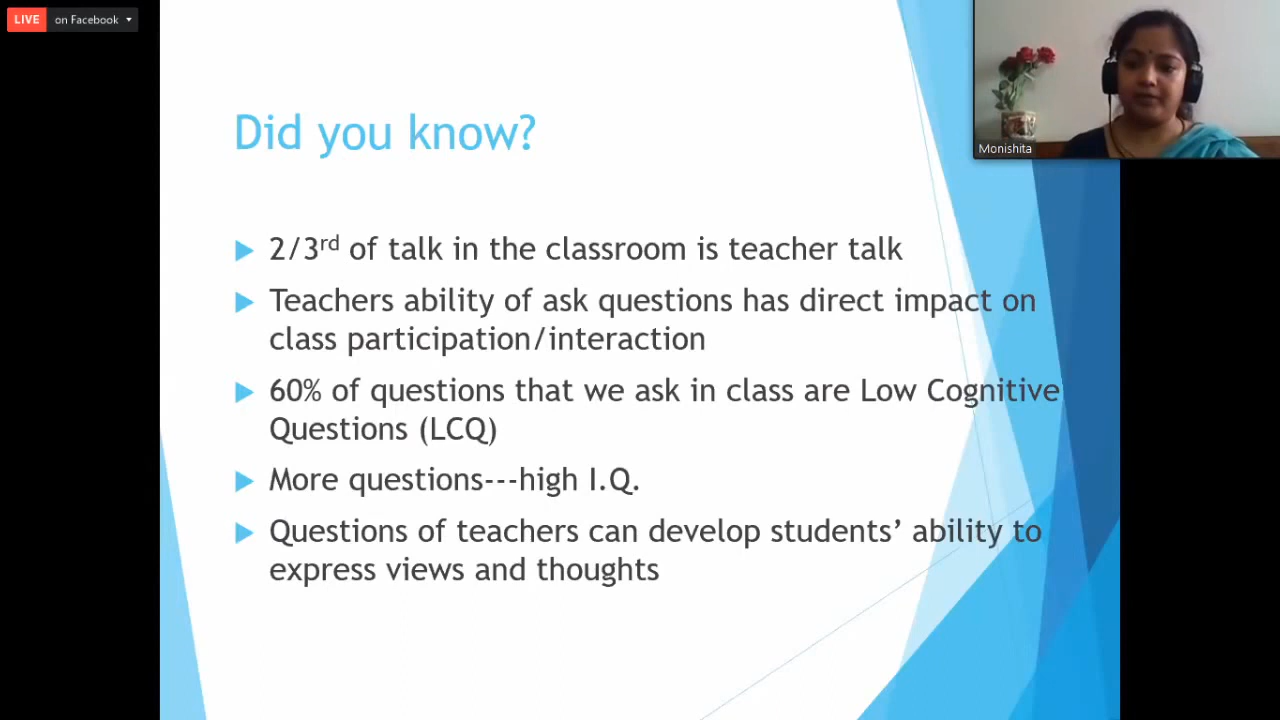 LIVE on Facebook
Monishita
Did you know?
2/3rd of talk in the classroom is teacher talk
Teachers ability of ask questions has direct impact on
class participation/interaction
60% of questions that we ask in class are Low Cognitive
Questions (LCQ)
More questions---high I.Q.
Questions of teachers can develop students’ ability to
express views and thoughts